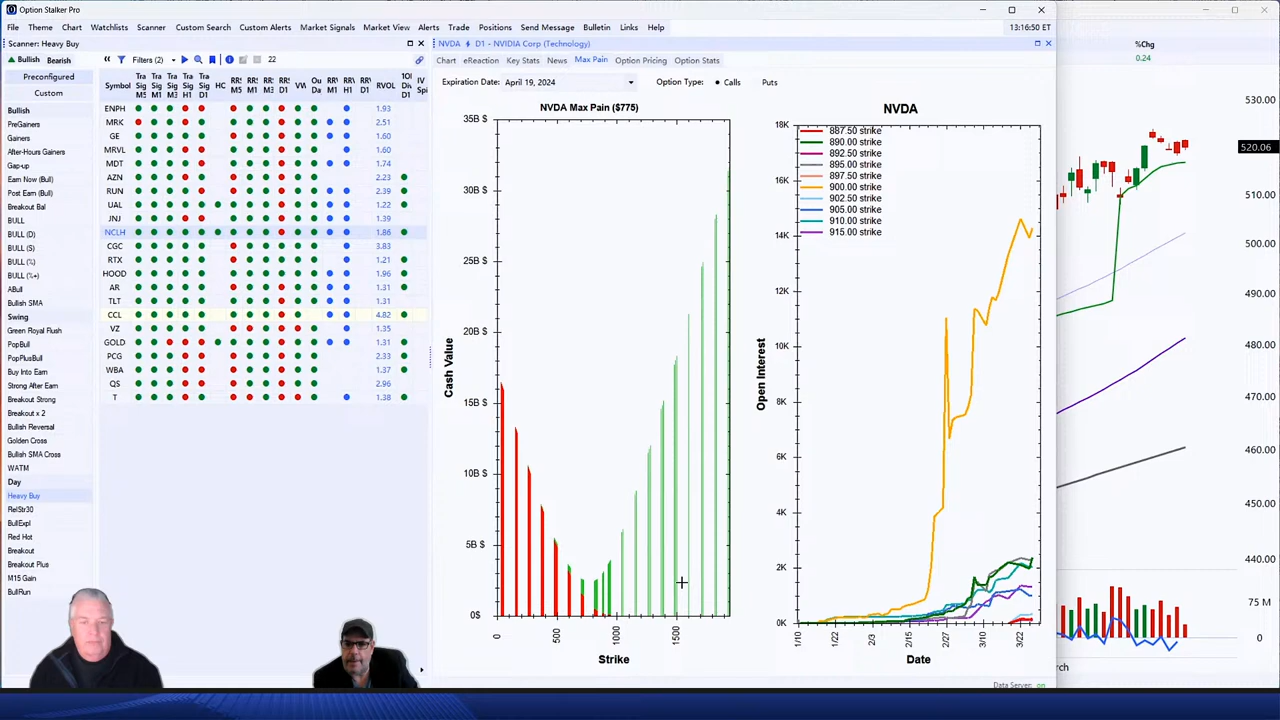 Option Stalker Pro
File Theme Chart Watchlists Scanner Custom Search Custom Alerts Market Signals Market View Alerts Trade Positions Send Message Bulletin Links Help 13:16:50 ET
Scanner: Heavy Buy
Bullish Bearish
Filters (2) 22
Preconfigured
Custom
Bullish
PreGainers
Gainers
After-Hours Gainers
Gap-up
Earn Now (Bull)
Post Earn (Bull)
Breakout Bal
BULL
BULL (D)
BULL (S)
BULL (%)
BULL (%+)
ABull
Bullish SMA
Swing
Green Royal Flush
PopBull
PopPlusBull
Buy Into Earn
Strong After Earn
Breakout Strong
Breakout x 2
Bullish Reversal
Golden Cross
Bullish SMA Cross
WATM
Day
Heavy Buy
RelStr30
BullExpl
Red Hot
Breakout
Breakout Plus
M15 Gain
BullRun
Symbol RVOL
ENPH 1.93
MRK 2.51
GE 1.60
MRVL 1.60
MDT 1.74
AZN 2.23
RUN 2.39
UAL 1.22
JNJ 1.39
NCLH 1.86
CGC 3.83
RTX 1.21
HOOD 1.96
AR 1.31
TLT 1.31
CCL 4.82
VZ 1.35
GOLD 1.31
PCG 2.33
WBA 1.37
QS 2.96
T 1.38
NVDA D1 - NVIDIA Corp (Technology)
Chart eReaction Key Stats News Max Pain Option Pricing Option Stats
Expiration Date: April 19, 2024 Option Type: Calls Puts
NVDA Max Pain ($775)
35B $
30B $
25B $
20B $
15B $
10B $
5B $
0$
Cash Value
0 500 1000 1500
Strike
NVDA
887.50 strike
890.00 strike
892.50 strike
895.00 strike
897.50 strike
900.00 strike
902.50 strike
905.00 strike
910.00 strike
915.00 strike
18K
16K
14K
12K
10K
8K
6K
4K
2K
0K
Open Interest
1/10 1/22 2/3 2/15 2/27 3/10 3/22
Date
Data Server: on
%Chg
0.24
530.00
520.06
510.00
500.00
490.00
480.00
470.00
460.00
450.00
440.00
75 M
0
rch